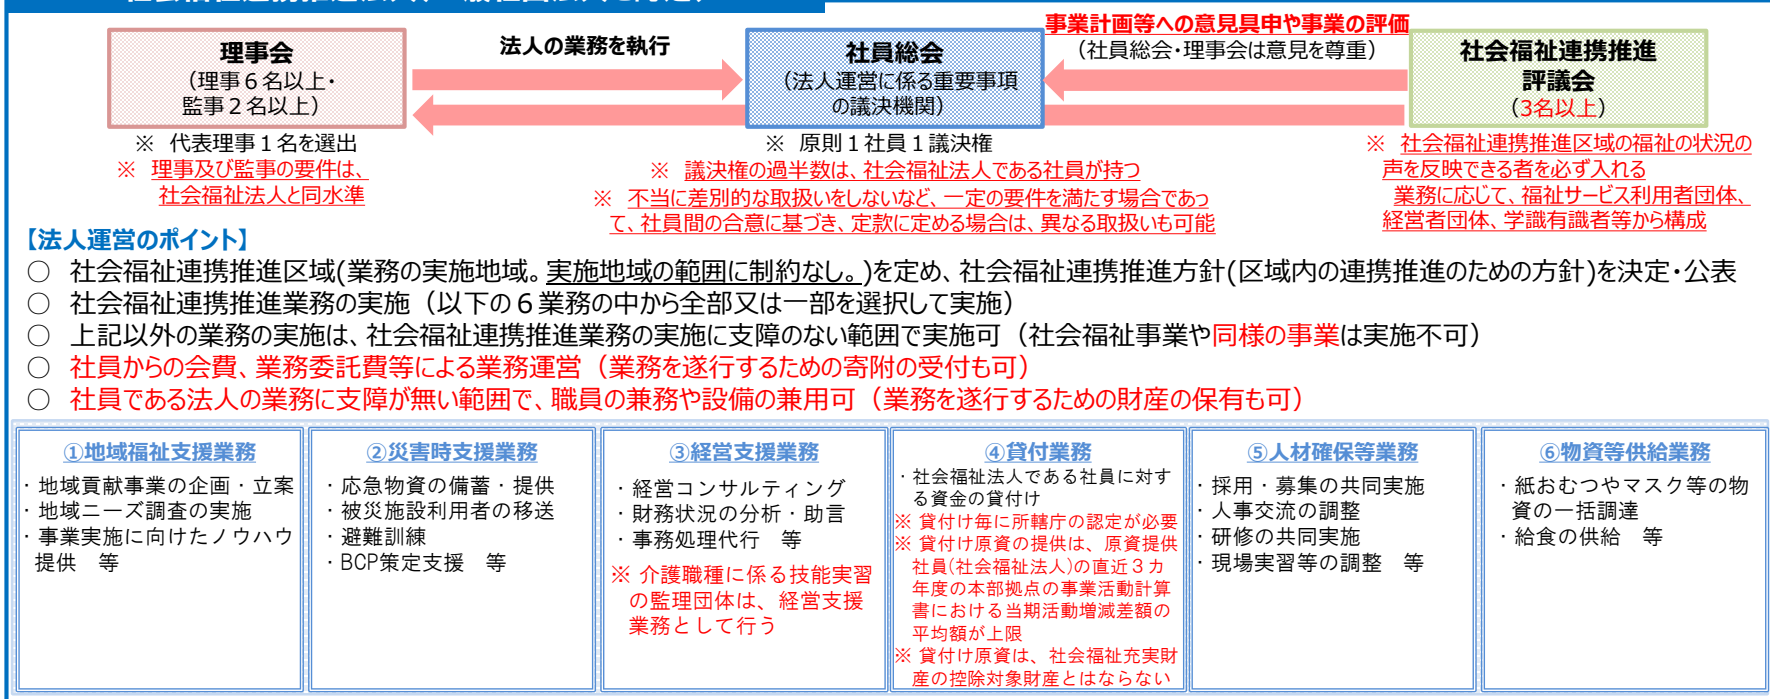 理事会
（理事６名以上・
監事２名以上）
※ 代表理事１名を選出
※ 理事及び監事の要件は、
社会福祉法人と同水準
法人の業務を執行
社員総会
（法人運営に係る重要事項
の議決機関）
※ 原則１社員１議決権
※ 議決権の過半数は、社会福祉法人である社員が持つ
※ 不当に差別的な取扱いをしないなど、一定の要件を満たす場合であっ
て、社員間の合意に基づき、定款に定める場合は、異なる取扱いも可能
事業計画等への意見具申や事業の評価
（社員総会・理事会は意見を尊重）
社会福祉連携推進
評議会
（3名以上）
※ 社会福祉連携推進区域の福祉の状況の
声を反映できる者を必ず入れる
業務に応じて、福祉サービス利用者団体、
経営者団体、学識有識者等から構成
【法人運営のポイント】
○ 社会福祉連携推進区域(業務の実施地域。実施地域の範囲に制約なし。)を定め、社会福祉連携推進方針(区域内の連携推進のための方針)を決定・公表
○ 社会福祉連携推進業務の実施（以下の６業務の中から全部又は一部を選択して実施）
○ 上記以外の業務の実施は、社会福祉連携推進業務の実施に支障のない範囲で実施可（社会福祉事業や同様の事業は実施不可）
○ 社員からの会費、業務委託費等による業務運営（業務を遂行するための寄附の受付も可）
○ 社員である法人の業務に支障が無い範囲で、職員の兼務や設備の兼用可（業務を遂行するための財産の保有も可）
①地域福祉支援業務
・地域貢献事業の企画・立案
・地域ニーズ調査の実施
・事業実施に向けたノウハウ
提供 等
②災害時支援業務
・応急物資の備蓄・提供
・被災施設利用者の移送
・避難訓練
・BCP策定支援 等
③経営支援業務
・経営コンサルティング
・財務状況の分析・助言
・事務処理代行 等
※ 介護職種に係る技能実習
の監理団体は、経営支援
業務として行う
④貸付業務
・社会福祉法人である社員に対す
る資金の貸付け
※ 貸付け毎に所轄庁の認定が必要
※ 貸付け原資の提供は、原資提供
社員(社会福祉法人)の直近３カ
年度の本部拠点の事業活動計算
書における当期活動増減差額の
平均額が上限
※ 貸付け原資は、社会福祉充実財
産の控除対象財産とはならない
⑤人材確保等業務
・採用・募集の共同実施
・人事交流の調整
・研修の共同実施
・現場実習等の調整 等
⑥物資等供給業務
・紙おむつやマスク等の物
資の一括調達
・給食の供給 等